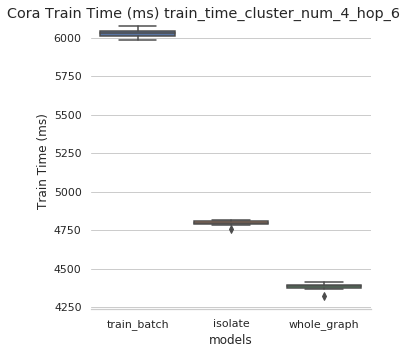 Cora Train Time (ms) train_time_cluster_num_4_hop_6
6000
5750
5500
5250
5000
4750
4500
4250
Train Time (ms)
train_batch isolate whole_graph
models